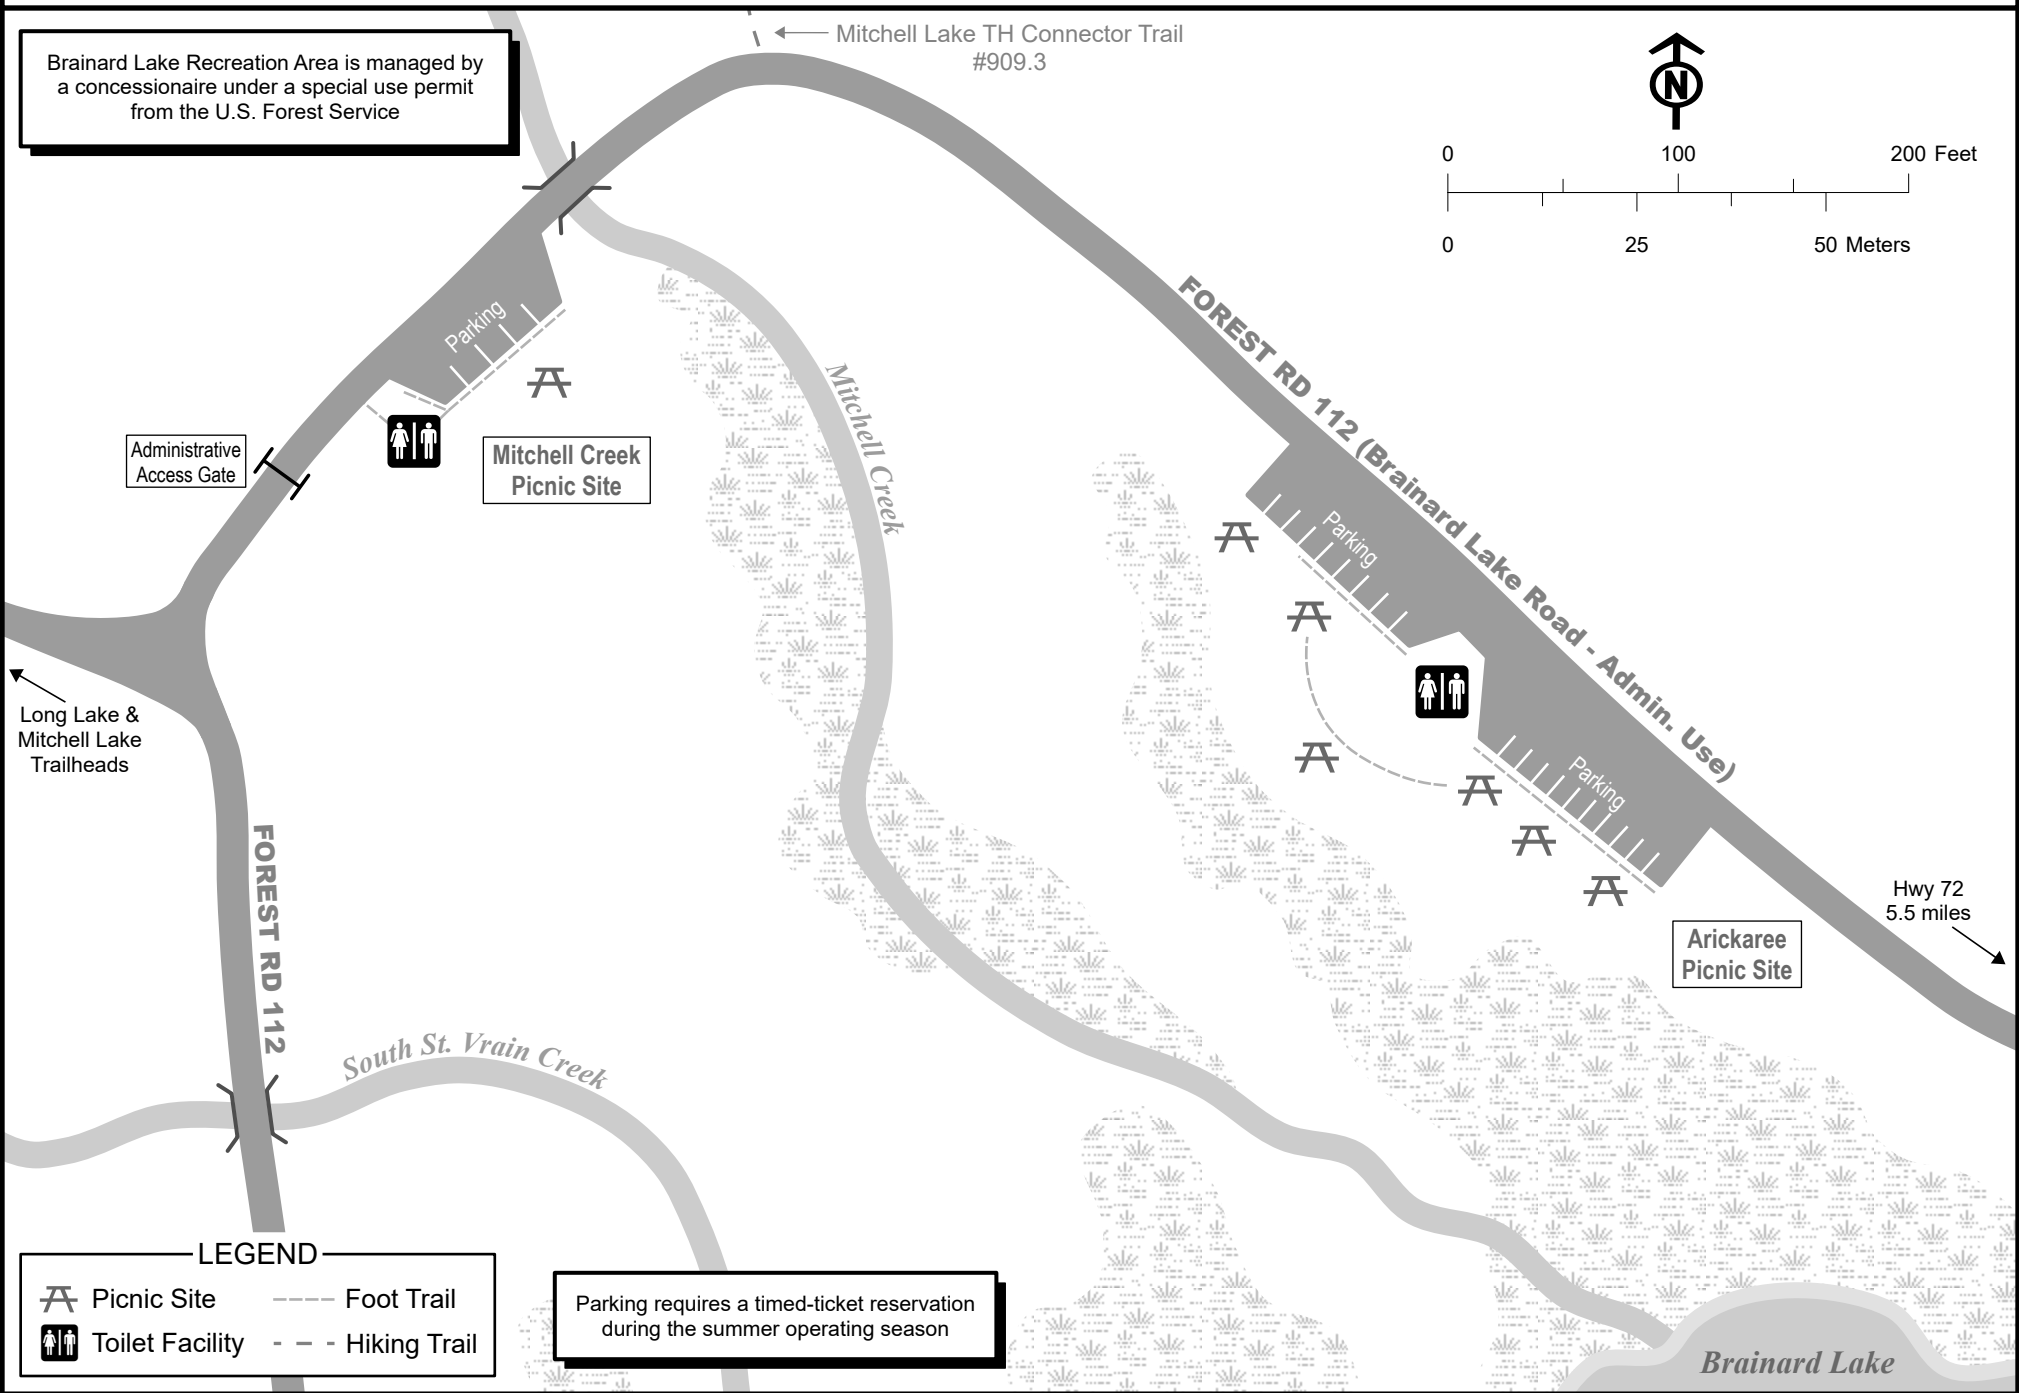 Brainard Lake Recreation Area is managed by
a concessionaire under a special use permit
from the U.S. Forest Service
Mitchell Lake TH Connector Trail
#909.3
N
0 100 200 Feet
0 25 50 Meters
Parking
Administrative
Access Gate
Mitchell Creek
Picnic Site
Mitchell Creek
FOREST RD 112 (Brainard Lake Road - Admin. Use)
Parking
Parking
Long Lake &
Mitchell Lake
Trailheads
FOREST RD 112
Hwy 72
5.5 miles
Arickaree
Picnic Site
South St. Vrain Creek
LEGEND
Picnic Site
Foot Trail
Toilet Facility
Hiking Trail
Parking requires a timed-ticket reservation
during the summer operating season
Brainard Lake